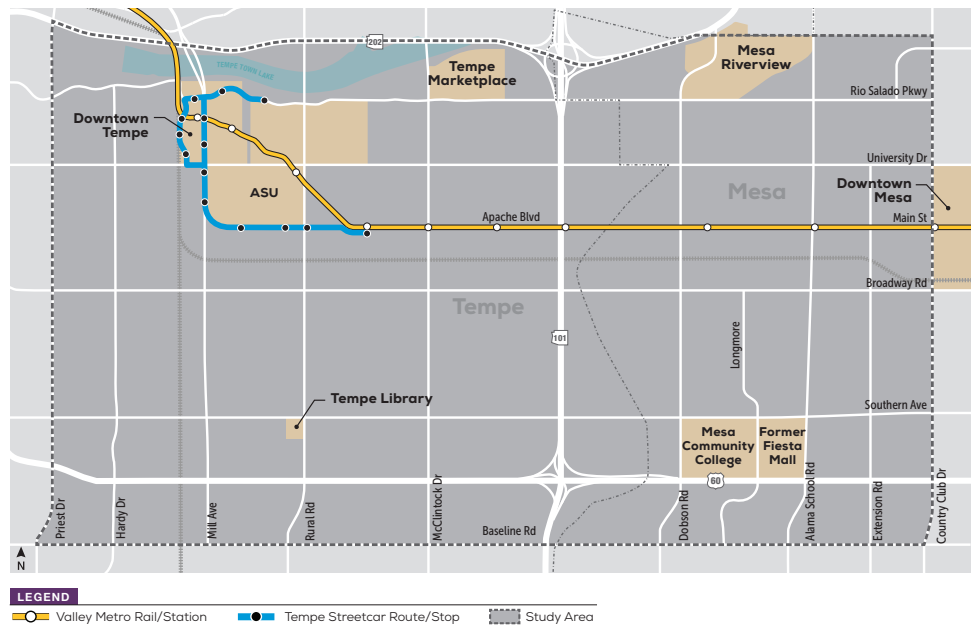 202
TEMPE TOWN LAKE
Tempe
Marketplace
Mesa
Riverview
Rio Salado Pkwy
Downtown
Tempe
University Dr
ASU
Mesa
Downtown
Mesa
Apache Blvd
Main St
Broadway Rd
Tempe
101
Longmore
Tempe Library
Southern Ave
Mesa
Community
College
Former
Fiesta
Mall
60
Priest Dr
Hardy Dr
Mill Ave
Rural Rd
McClintock Dr
Baseline Rd
Dobson Rd
Alama School Rd
Extension Rd
Country Club Dr
N
LEGEND
Valley Metro Rail/Station
Tempe Streetcar Route/Stop
Study Area